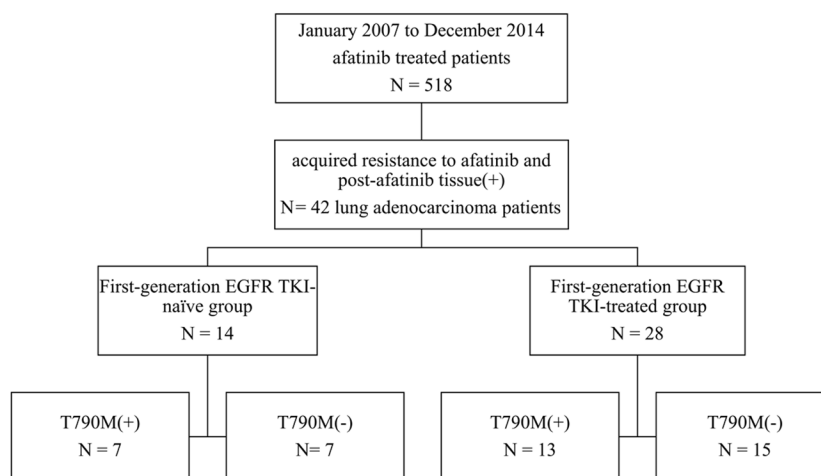 January 2007 to December 2014
afatinib treated patients
N = 518
acquired resistance to afatinib and
post-afatinib tissue(+)
N= 42 lung adenocarcinoma patients
First-generation EGFR TKI-
naïve group
N = 14
First-generation EGFR
TKI-treated group
N = 28
T790M(+)
N = 7
T790M(-)
N= 7
T790M(+)
N = 13
T790M(-)
N = 15